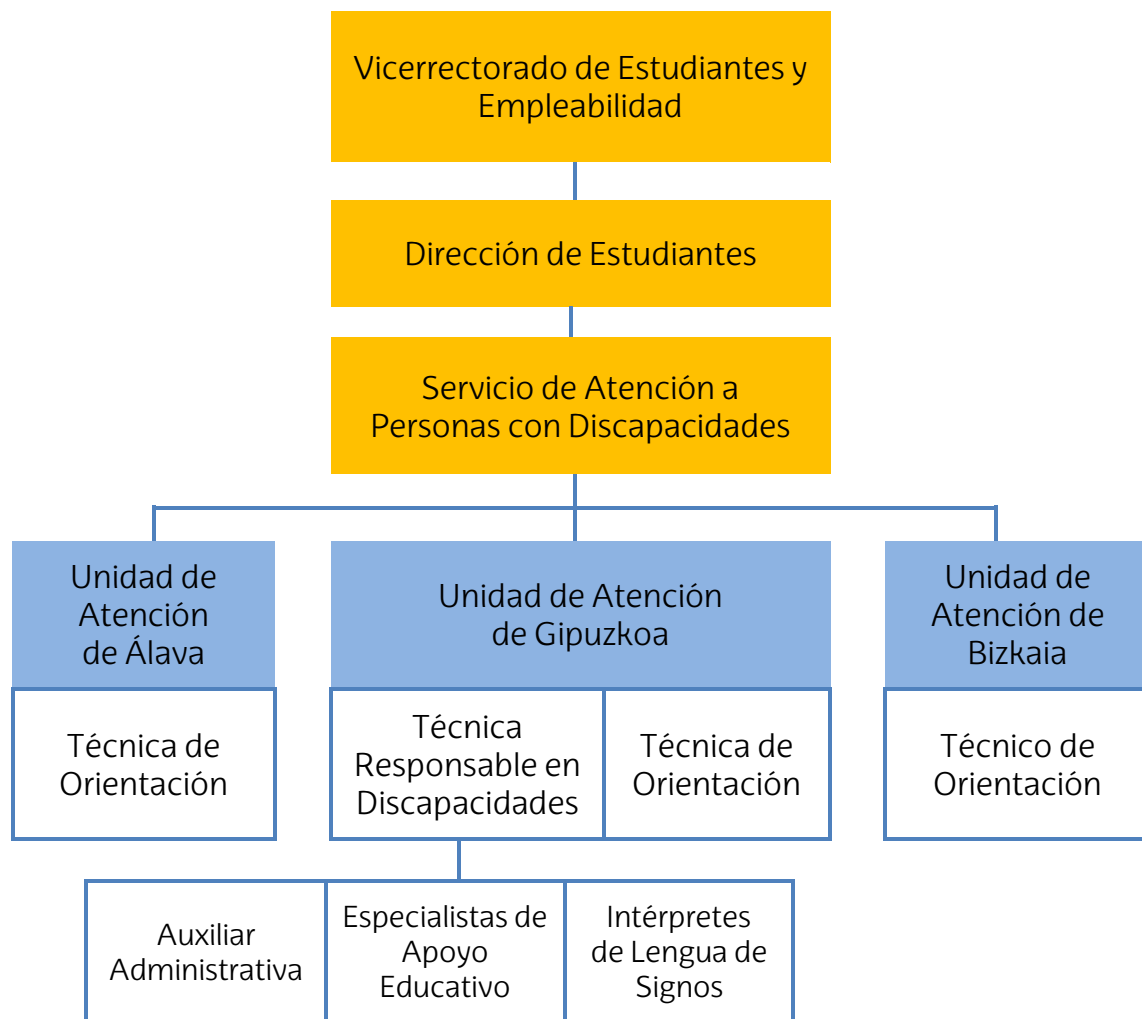 Vicerrectorado de Estudiantes y
Empleabilidad
Dirección de Estudiantes
Servicio de Atención a
Personas con Discapacidades
Unidad de
Atención
de Álava
Unidad de Atención
de Gipuzkoa
Unidad de
Atención de
Bizkaia
Técnica de
Orientación
Técnica
Responsable en
Discapacidades
Técnica de
Orientación
Técnico de
Orientación
Auxiliar
Administrativa
Especialistas de
Apoyo
Educativo
Intérpretes
de Lengua de
Signos